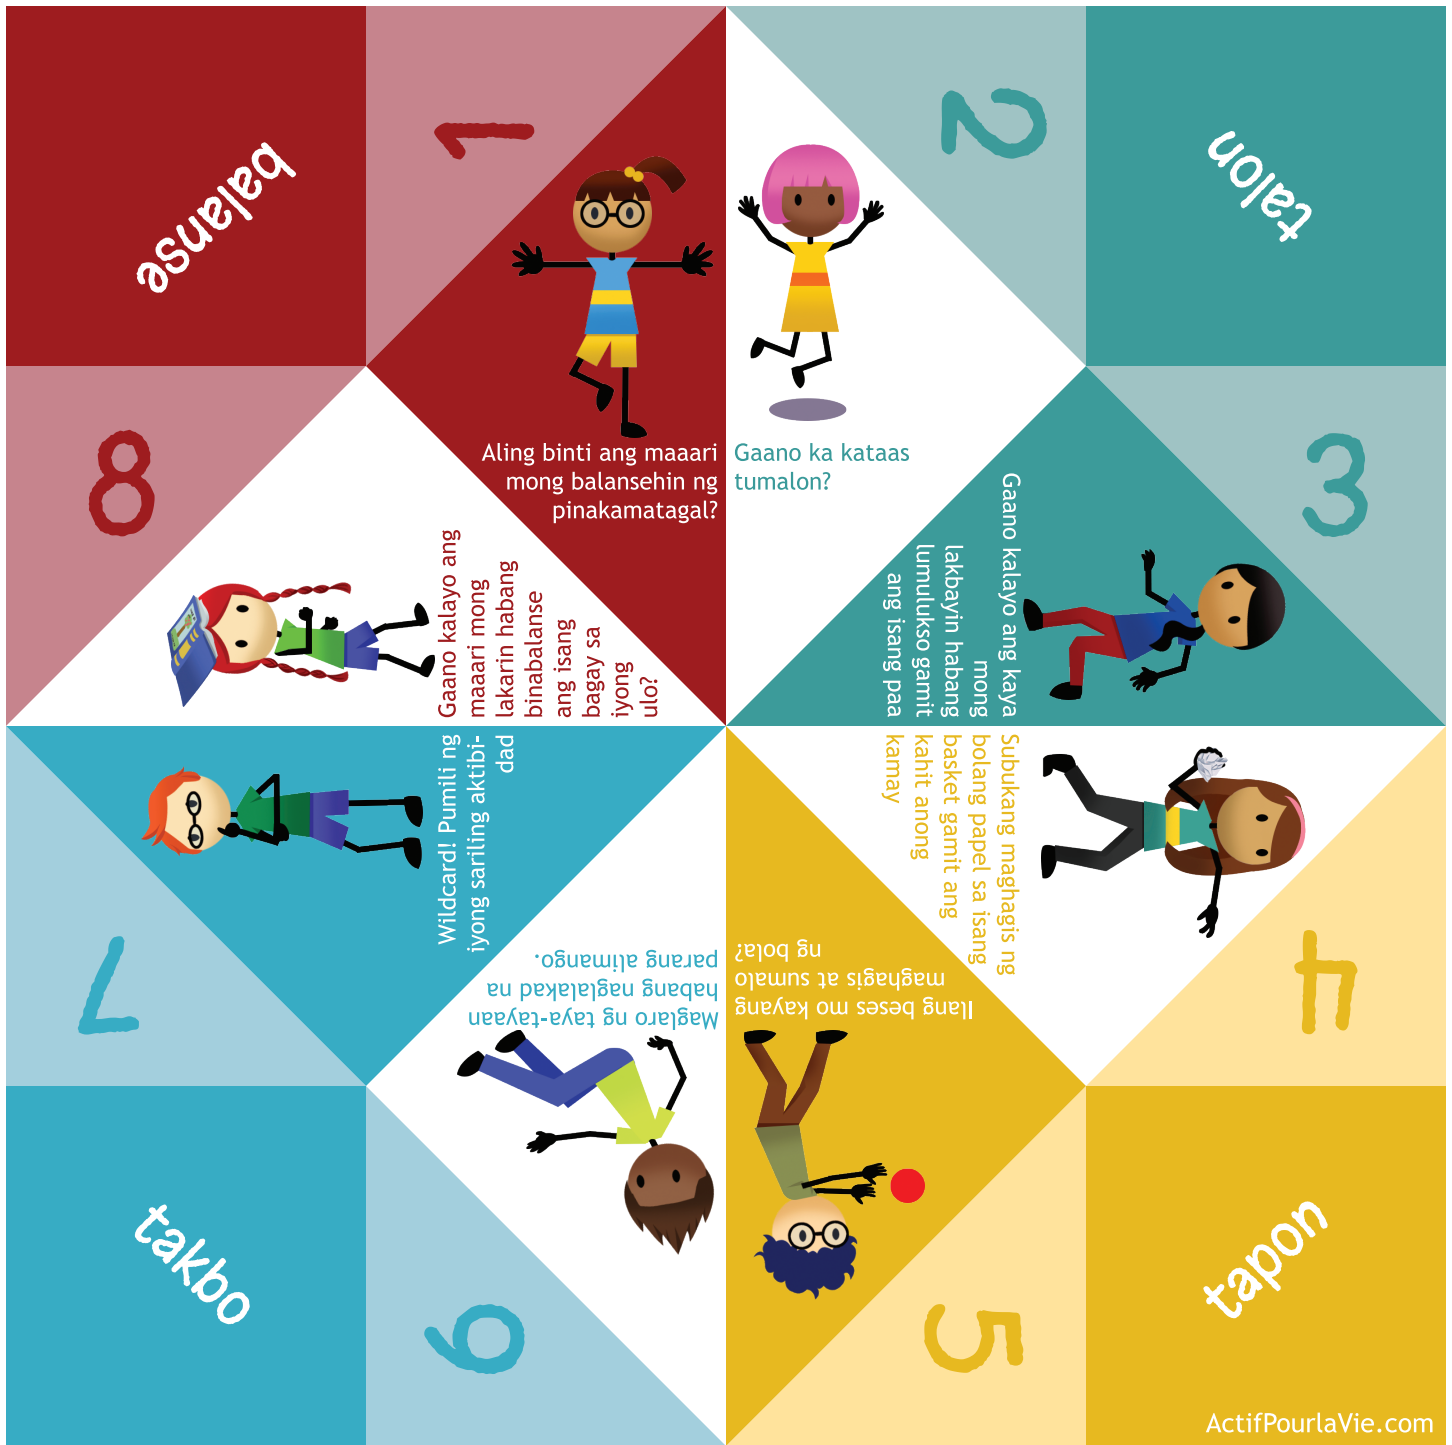 balanse
1
2
talon
8
3
Aling binti ang maaari
mong balansehin ng
pinakamatagal?
Gaano ka kataas
tumalon?
Gaano kalayo ang kaya
mong
lakbayin habang
lumulukso gamit
ang isang paa
Gaano kalayo ang
maaari mong
lakarin habang
binabalanse
ang isang
bagay sa
iyong
ulo?
Wildcard! Pumili ng
iyong sariling aktibi-
dad
Subukang maghagis ng
bolang papel sa isang
basket gamit ang
kahit anong
kamay
Maglaro ng taya-tayaan
habang naglalakad na
parang alimango.
Ilang beses mo kayang
maghagis at sumalo
ng bola?
7
4
takbo
6
5
tapon
ActifPourlaVie.com